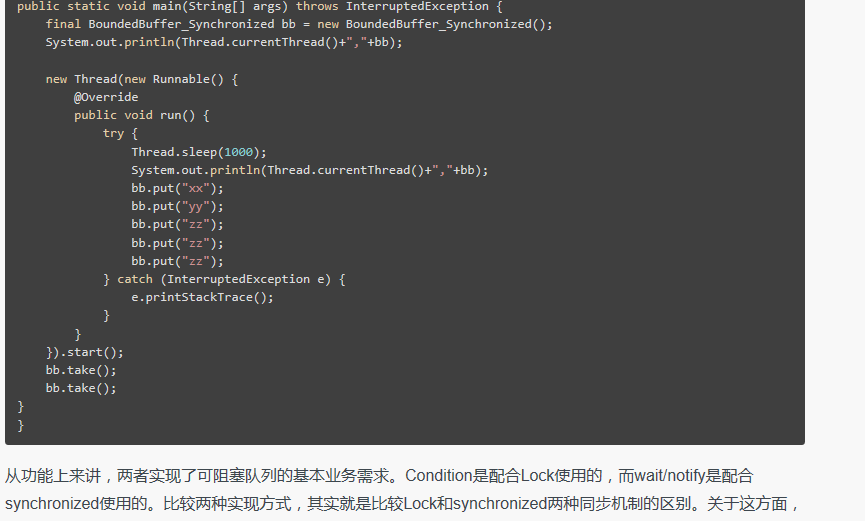 public static void main(String[] args) throws InterruptedException {
    final BoundedBuffer_Synchronized bb = new BoundedBuffer_Synchronized();
    System.out.println(Thread.currentThread()+","+bb);

    new Thread(new Runnable() {
        @Override
        public void run() {
            try {
                Thread.sleep(1000);
                System.out.println(Thread.currentThread()+","+bb);
                bb.put("xx");
                bb.put("yy");
                bb.put("zz");
                bb.put("zz");
                bb.put("zz");
            } catch (InterruptedException e) {
                e.printStackTrace();
            }
        }
    }).start();
    bb.take();
    bb.take();
}
}
从功能上来讲，两者实现了可阻塞队列的基本业务需求。Condition是配合Lock使用的，而wait/notify是配合
synchronized使用的。比较两种实现方式，其实就是比较Lock和synchronized两种同步机制的区别。关于这方面，